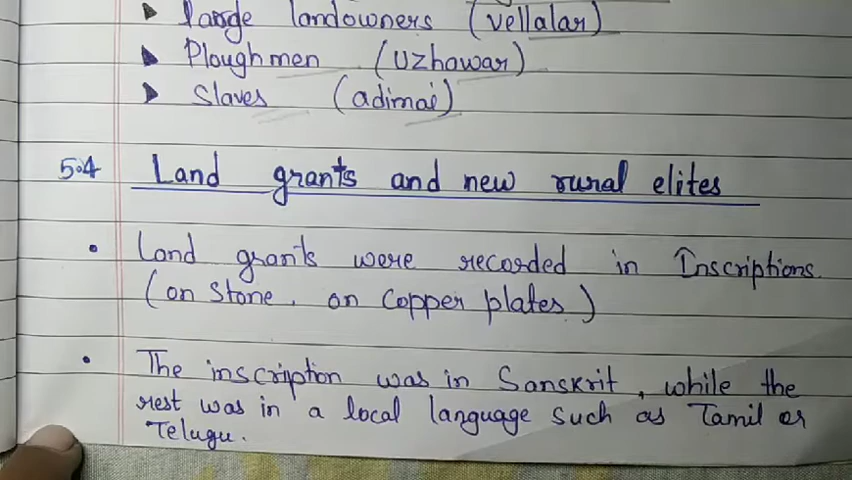 ▶ Large landowners (vellalar)
▶ Ploughmen (Uzhawar)
▶ Slaves (adimai)
5.4 Land grants and new rural elites
• Land grants were recorded in Inscriptions.
(on stone, on copper plates)
• The inscription was in Sanskrit, while the
rest was in a local language such as Tamil or
Telugu.